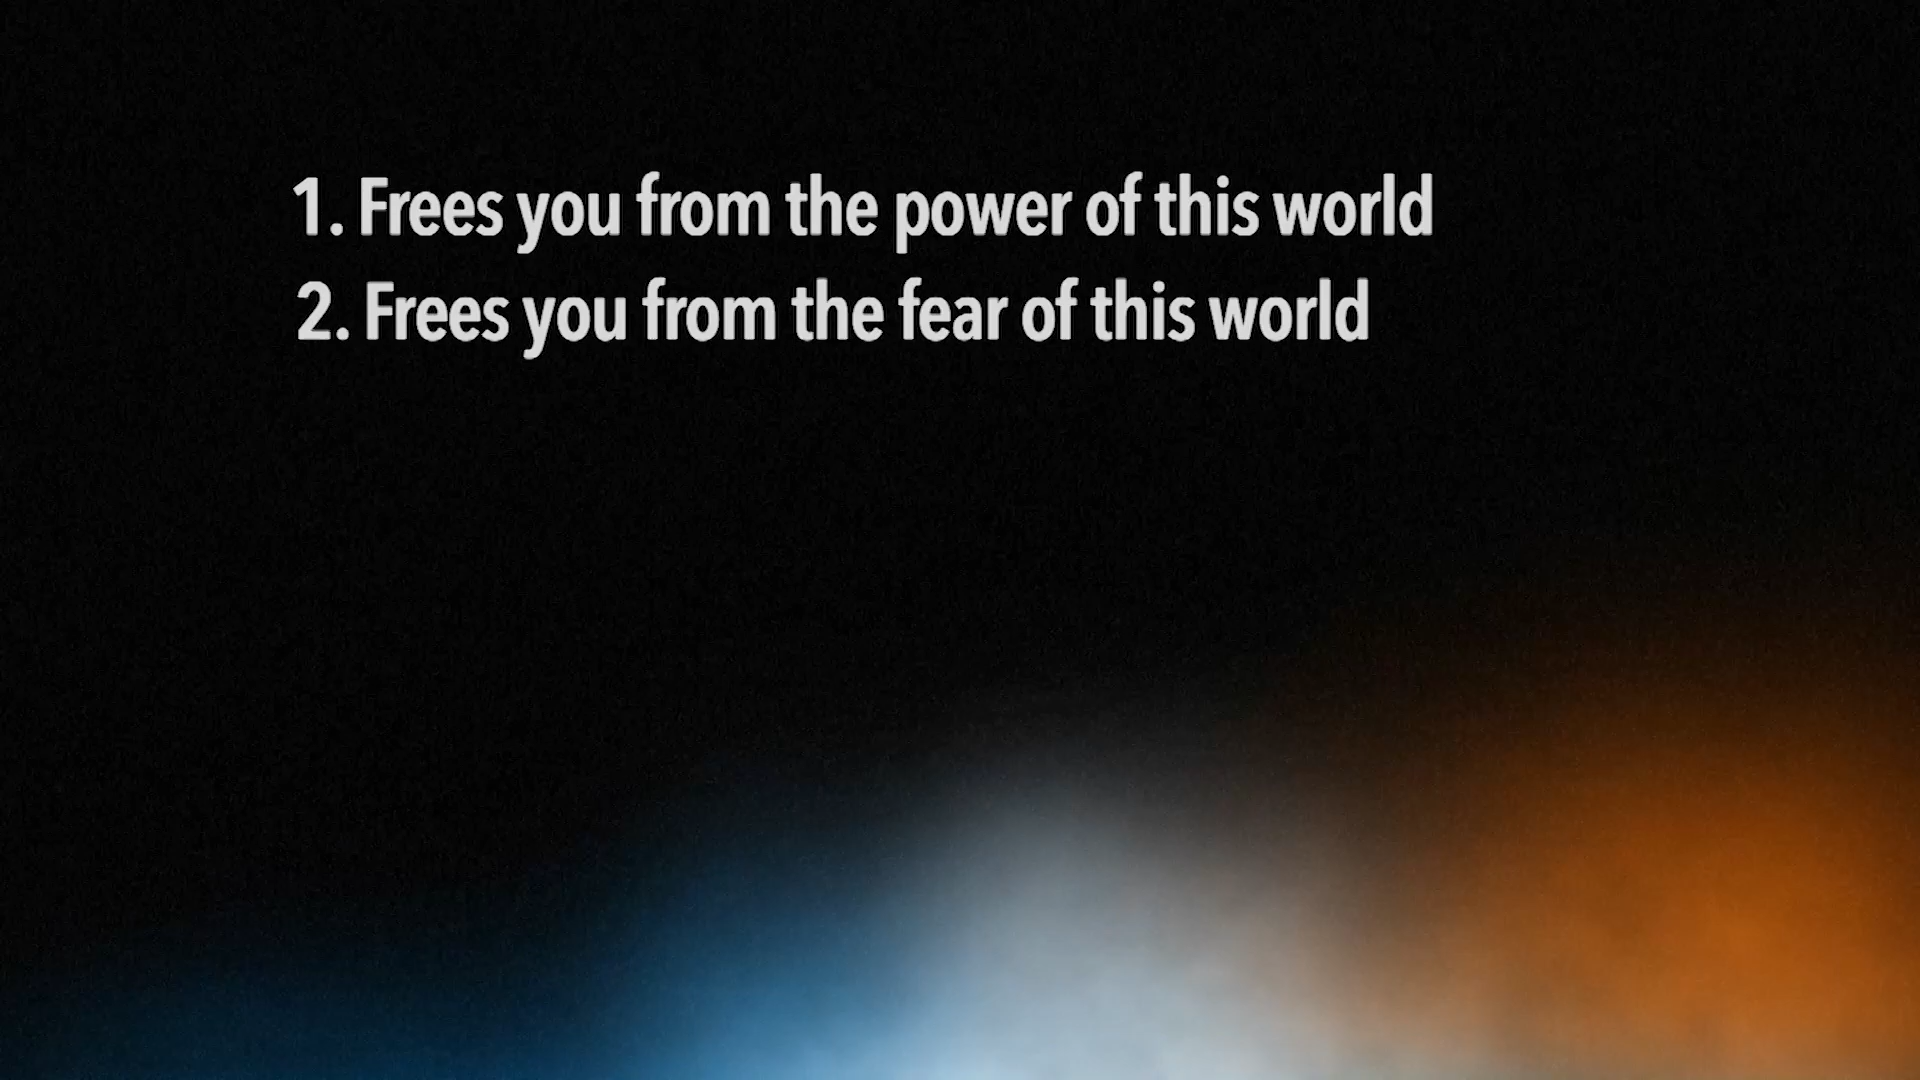 1. Frees you from the power of this world
2. Frees you from the fear of this world